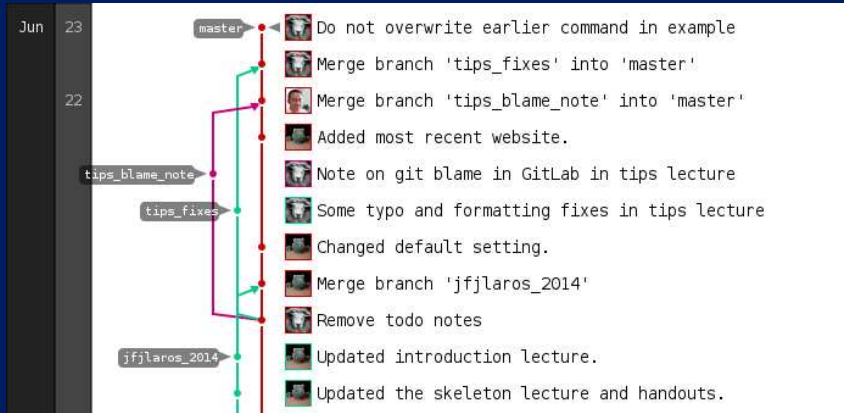 Jun 23 master Do not overwrite earlier command in example
Merge branch 'tips_fixes' into 'master'
22 Merge branch 'tips_blame_note' into 'master'
Added most recent website.
tips_blame_note Note on git blame in GitLab in tips lecture
tips_fixes Some typo and formatting fixes in tips lecture
Changed default setting.
Merge branch 'jfjlaros_2014'
Remove todo notes
jfjlaros_2014 Updated introduction lecture.
Updated the skeleton lecture and handouts.